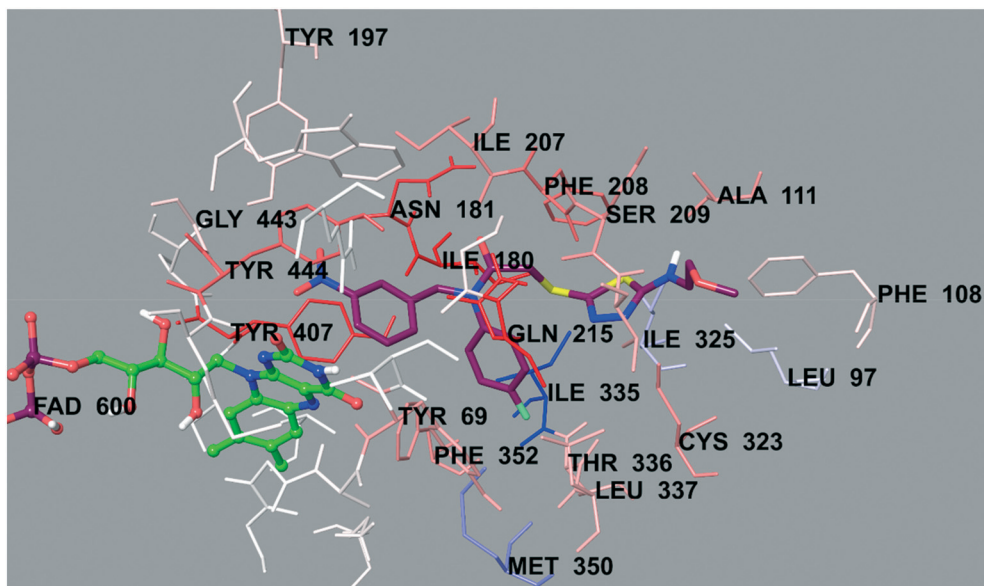 TYR 197
ILE 207
PHE 208
ALA 111
ASN 181
SER 209
GLY 443
ILE 180
TYR 444
PHE 108
TYR 407
GLN 215
ILE 325
LEU 97
ILE 335
FAD 600
TYR 69
CYS 323
PHE 352
THR 336
LEU 337
MET 350